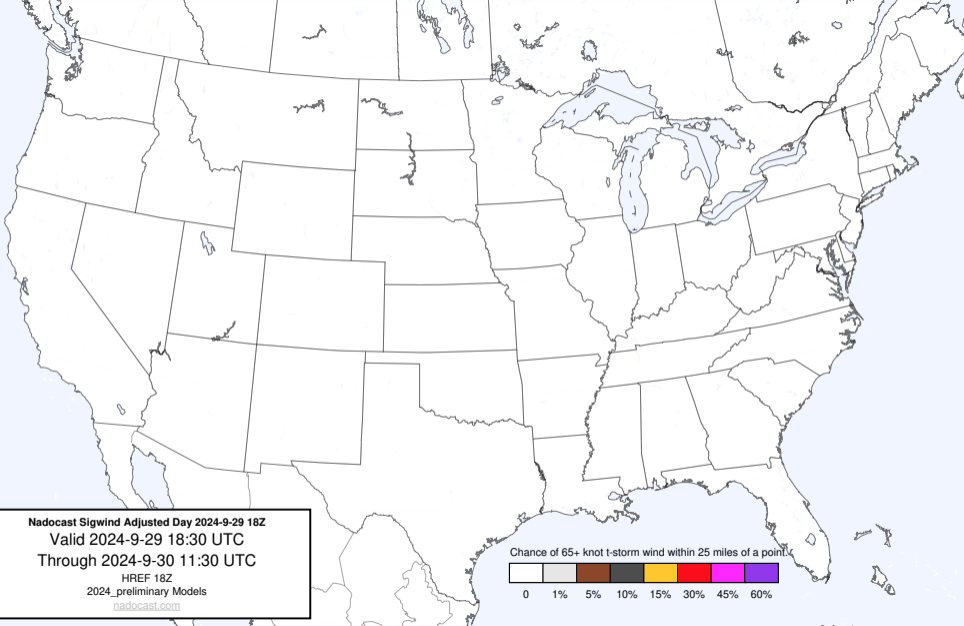 Nadocast Sigwind Adjusted Day 2024-9-29 18Z
Valid 2024-9-29 18:30 UTC
Through 2024-9-30 11:30 UTC
HREF 18Z
2024_preliminary Models
nadocast.com
Chance of 65+ knot t-storm wind within 25 miles of a point.
0 1% 5% 10% 15% 30% 45% 60%